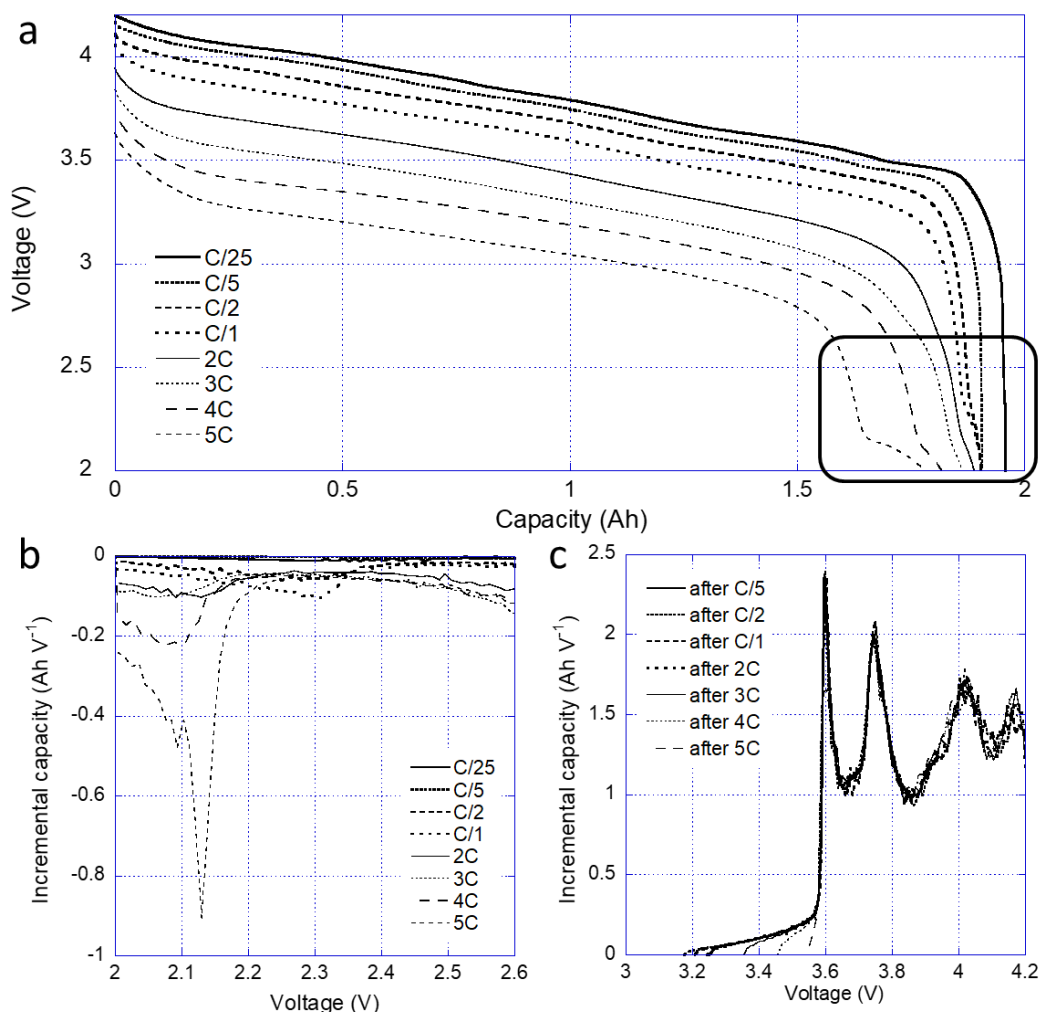 a
4
3.5
3
2.5
2
Voltage (V)
C/25
C/5
C/2
C/1
2C
3C
4C
5C
0
0.5
1
1.5
2
Capacity (Ah)
b
0
-0.2
-0.4
-0.6
-0.8
-1
Incremental capacity (Ah V⁻¹)
C/25
C/5
C/2
C/1
2C
3C
4C
5C
2
2.1
2.2
2.3
2.4
2.5
2.6
Voltage (V)
c
2.5
2
1.5
1
0.5
0
Incremental capacity (Ah V⁻¹)
after C/5
after C/2
after C/1
after 2C
after 3C
after 4C
after 5C
3
3.2
3.4
3.6
3.8
4
4.2
Voltage (V)